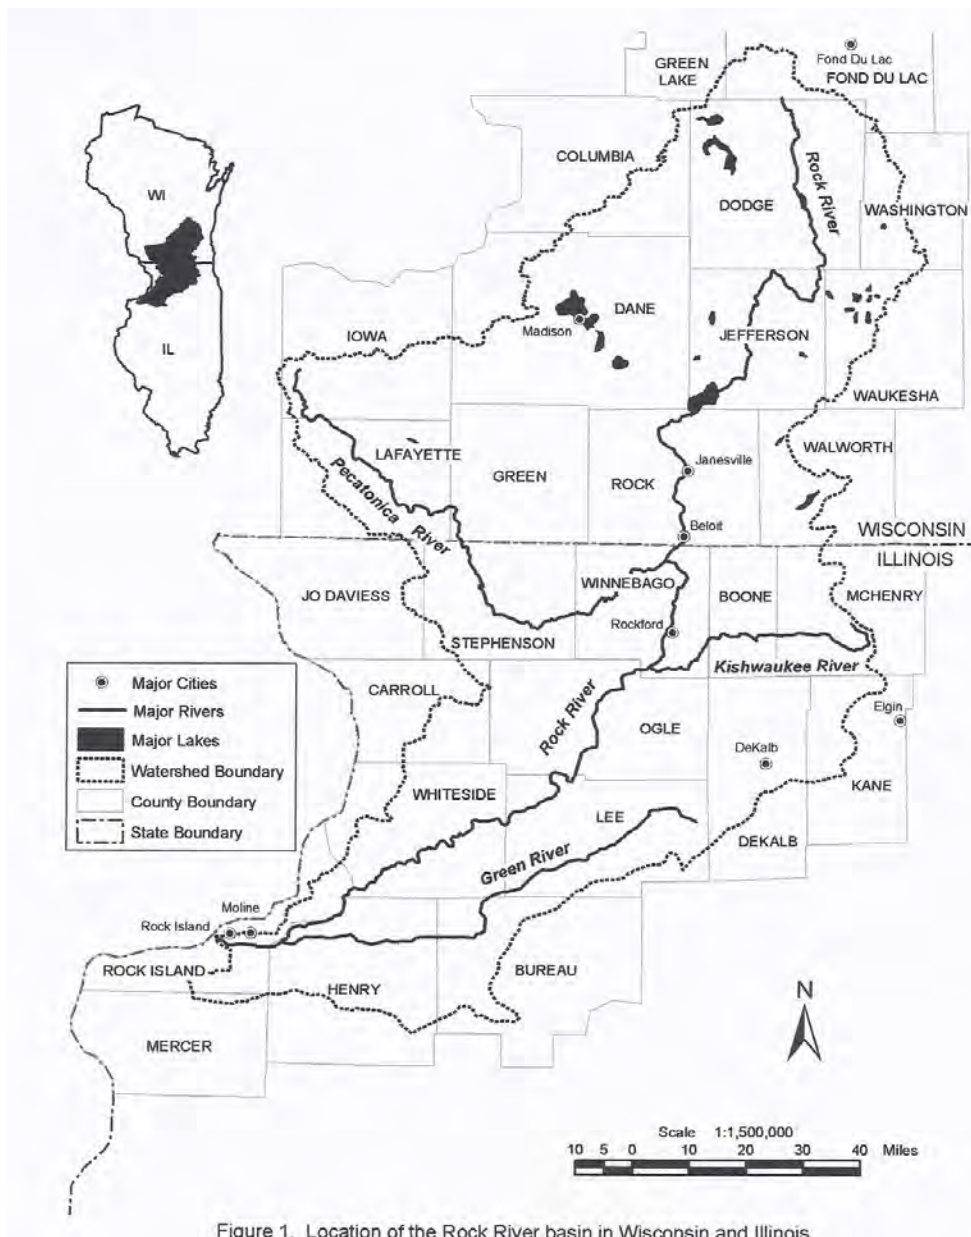 Fond Du Lac
GREEN
LAKE
FOND DU LAC
COLUMBIA
Rock River
WI
DODGE
WASHINGTON
DANE
Madison
IOWA
JEFFERSON
IL
WAUKESHA
LAFAYETTE
WALWORTH
Janesville
GREEN
ROCK
Pecatonica River
Beloit
WISCONSIN
ILLINOIS
JO DAVIESS
WINNEBAGO
BOONE
MCHENRY
Rockford
STEPHENSON
Kishwaukee River
Major Cities
Major Rivers
Major Lakes
Watershed Boundary
County Boundary
State Boundary
CARROLL
Rock River
Elgin
OGLE
DeKalb
KANE
WHITESIDE
LEE
DEKALB
Green River
Moline
Rock Island
ROCK ISLAND
BUREAU
HENRY
N
MERCER
Scale 1:1,500,000
10 5 0 10 20 30 40 Miles
Figure 1. Location of the Rock River basin in Wisconsin and Illinois